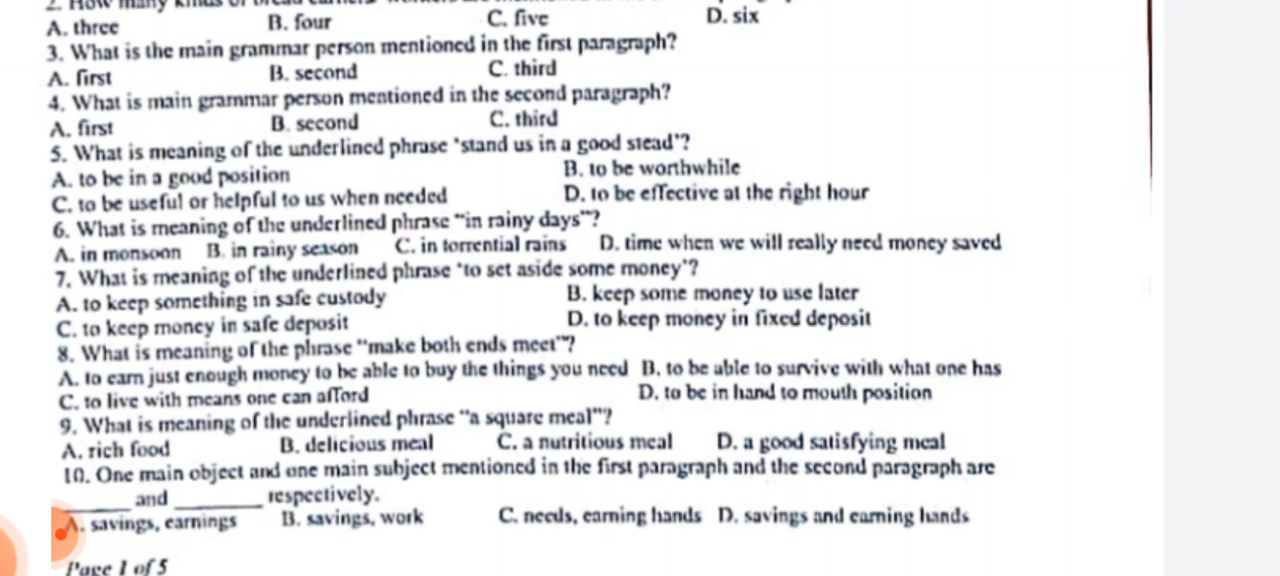 2. How many kinds of bread
A. three B. four C. five D. six
3. What is the main grammar person mentioned in the first paragraph?
A. first B. second C. third
4. What is main grammar person mentioned in the second paragraph?
A. first B. second C. third
5. What is meaning of the underlined phrase 'stand us in a good stead'?
A. to be in a good position B. to be worthwhile
C. to be useful or helpful to us when needed D. to be effective at the right hour
6. What is meaning of the underlined phrase "in rainy days"?
A. in monsoon B. in rainy season C. in torrential rains D. time when we will really need money saved
7. What is meaning of the underlined phrase 'to set aside some money'?
A. to keep something in safe custody B. keep some money to use later
C. to keep money in safe deposit D. to keep money in fixed deposit
8. What is meaning of the phrase "make both ends meet"?
A. to earn just enough money to be able to buy the things you need B. to be able to survive with what one has
C. to live with means one can afford D. to be in hand to mouth position
9. What is meaning of the underlined phrase "a square meal"?
A. rich food B. delicious meal C. a nutritious meal D. a good satisfying meal
10. One main object and one main subject mentioned in the first paragraph and the second paragraph are
______ and ________ respectively.
A. savings, earnings B. savings, work C. needs, earning hands D. savings and earning hands
Page 1 of 5